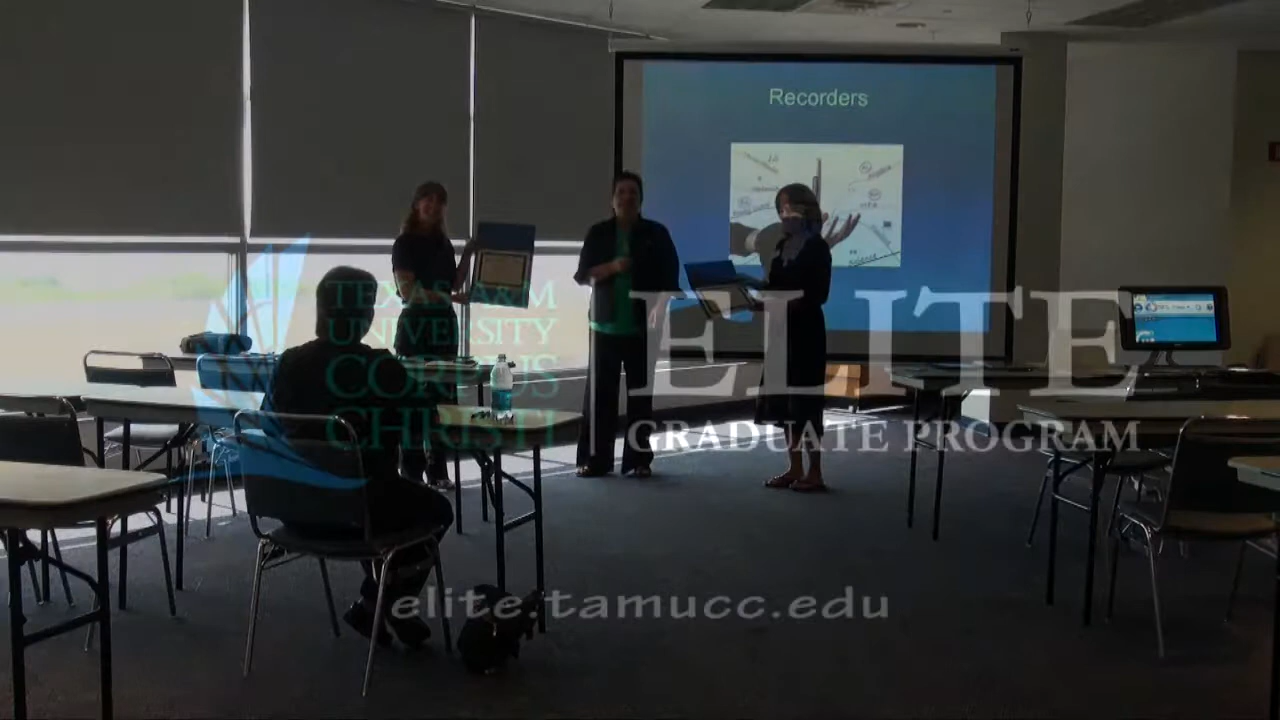 Recorders
TEXAS A&M
UNIVERSITY
CORPUS
CHRISTI
ELITE
GRADUATE PROGRAM
elite.tamucc.edu